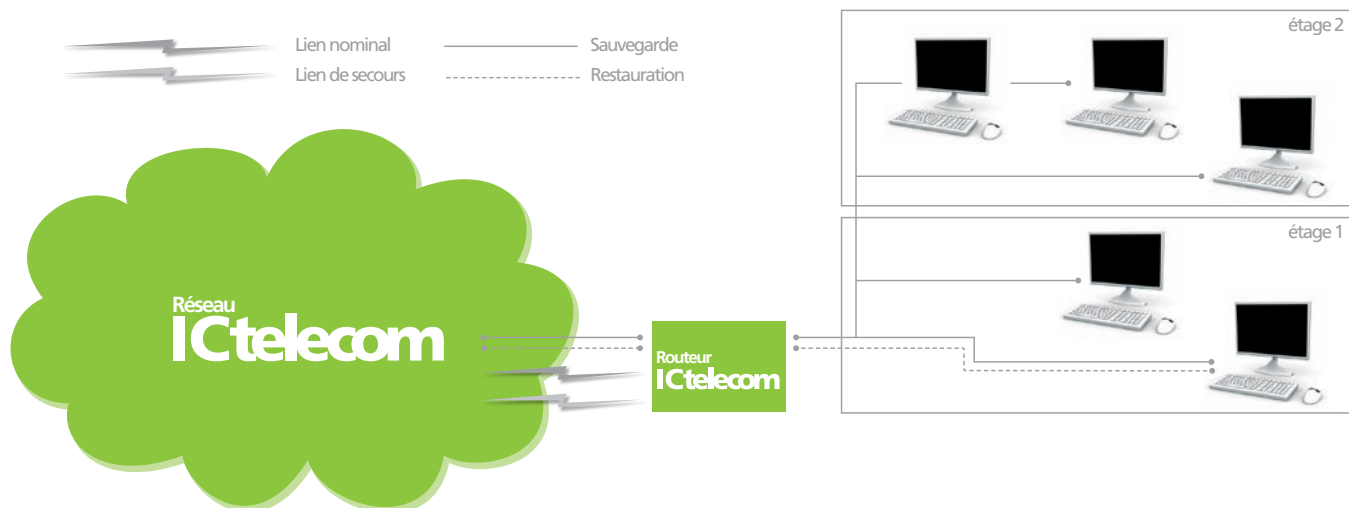 Lien nominal
Sauvegarde
Lien de secours
Restauration
étage 2
étage 1
Réseau
ICtelecom
Routeur
ICtelecom